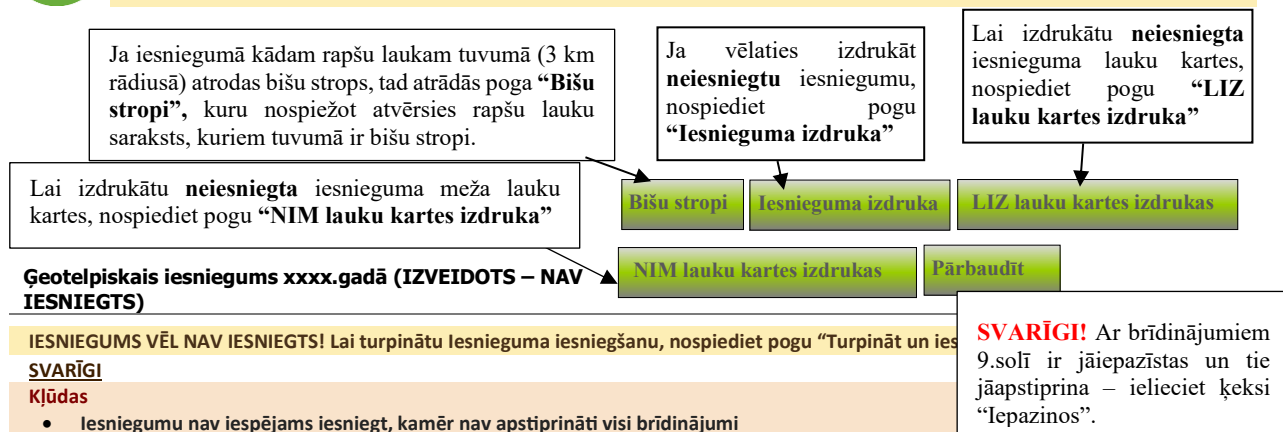 Ja iesniegumā kādam rapšu laukam tuvumā (3 km
rādiusā) atrodas bišu strops, tad atrādās poga “Bišu
stropi”, kuru nospiežot atvērsies rapšu lauku
saraksts, kuriem tuvumā ir bišu stropi.
Ja vēlaties izdrukāt
neiesniegtu iesniegumu,
nospiediet pogu
“Iesnieguma izdruka”
Lai izdrukātu neiesniegta
iesnieguma lauku kartes,
nospiediet pogu “LIZ
lauku kartes izdruka”
Lai izdrukātu neiesniegta iesnieguma meža lauku
kartes, nospiediet pogu “NIM lauku kartes izdruka”
Bišu stropi
Iesnieguma izdruka
LIZ lauku kartes izdrukas
NIM lauku kartes izdrukas
Pārbaudīt
Ģeotelpiskais iesniegums xxxx.gadā (IZVEIDOTS – NAV
IESNIEGTS)
IESNIEGUMS VĒL NAV IESNIEGTS! Lai turpinātu Iesnieguma iesniegšanu, nospiediet pogu “Turpināt un ies
SVARĪGI
Kļūdas
• Iesniegumu nav iespējams iesniegt, kamēr nav apstiprināti visi brīdinājumi
SVARĪGI! Ar brīdinājumiem
9.solī ir jāiepazīstas un tie
jāapstiprina – ielieciet ķeksi
“Iepazinos”.